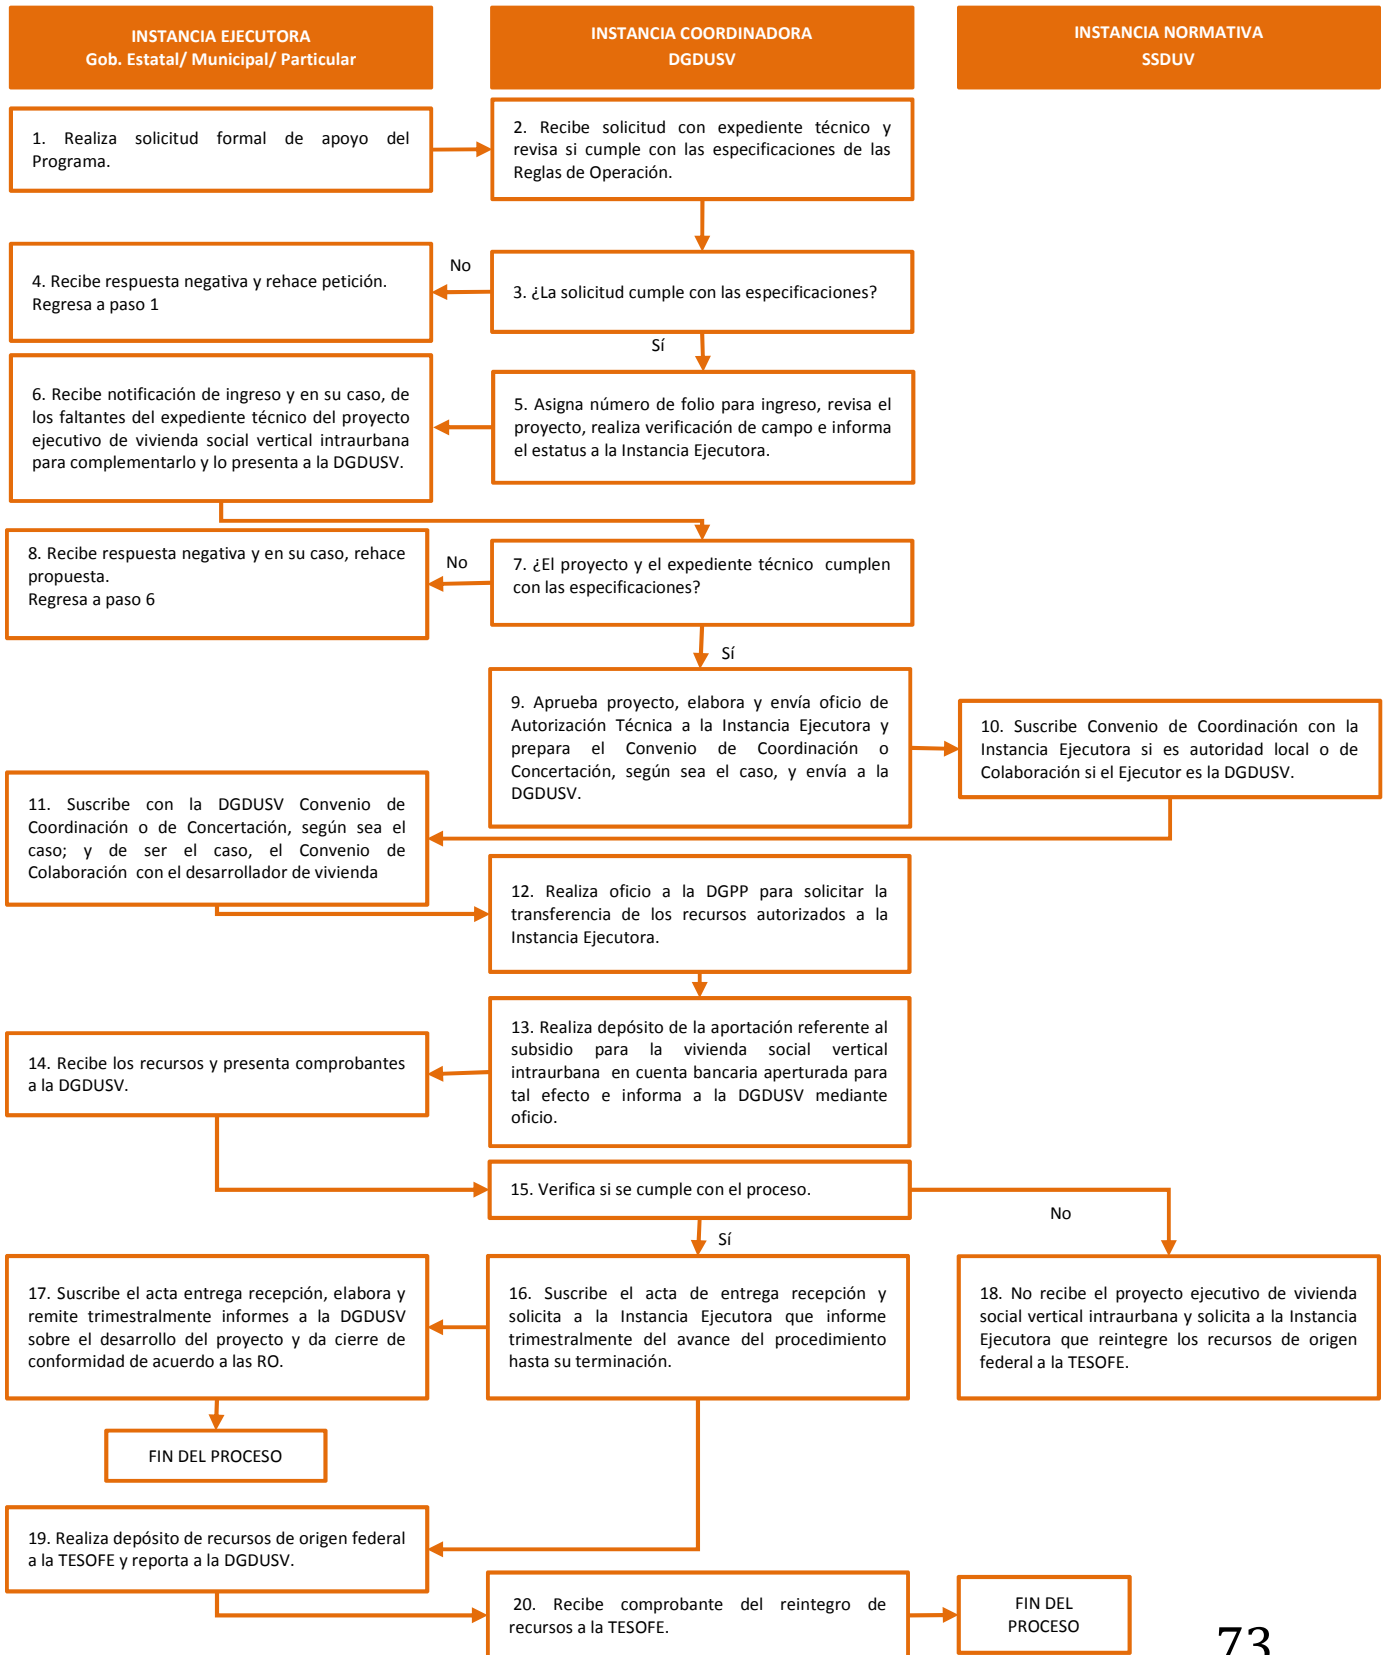 INSTANCIA EJECUTORA
Gob. Estatal/ Municipal/ Particular
INSTANCIA COORDINADORA
DGDUSV
INSTANCIA NORMATIVA
SSDUV
1. Realiza solicitud formal de apoyo del
Programa.
2. Recibe solicitud con expediente técnico y
revisa si cumple con las especificaciones de las
Reglas de Operación.
3. ¿La solicitud cumple con las especificaciones?
No
4. Recibe respuesta negativa y rehace petición.
Regresa a paso 1
Sí
5. Asigna número de folio para ingreso, revisa el
proyecto, realiza verificación de campo e informa
el estatus a la Instancia Ejecutora.
6. Recibe notificación de ingreso y en su caso, de
los faltantes del expediente técnico del proyecto
ejecutivo de vivienda social vertical intraurbana
para complementarlo y lo presenta a la DGDUSV.
7. ¿El proyecto y el expediente técnico cumplen
con las especificaciones?
No
8. Recibe respuesta negativa y en su caso, rehace
propuesta.
Regresa a paso 6
Sí
9. Aprueba proyecto, elabora y envía oficio de
Autorización Técnica a la Instancia Ejecutora y
prepara el Convenio de Coordinación o
Concertación, según sea el caso, y envía a la
DGDUSV.
10. Suscribe Convenio de Coordinación con la
Instancia Ejecutora si es autoridad local o de
Colaboración si el Ejecutor es la DGDUSV.
11. Suscribe con la DGDUSV Convenio de
Coordinación o de Concertación, según sea el
caso; y de ser el caso, el Convenio de
Colaboración con el desarrollador de vivienda
12. Realiza oficio a la DGPP para solicitar la
transferencia de los recursos autorizados a la
Instancia Ejecutora.
13. Realiza depósito de la aportación referente al
subsidio para la vivienda social vertical
intraurbana en cuenta bancaria aperturada para
tal efecto e informa a la DGDUSV mediante
oficio.
14. Recibe los recursos y presenta comprobantes
a la DGDUSV.
15. Verifica si se cumple con el proceso.
No
Sí
16. Suscribe el acta de entrega recepción y
solicita a la Instancia Ejecutora que informe
trimestralmente del avance del procedimiento
hasta su terminación.
17. Suscribe el acta entrega recepción, elabora y
remite trimestralmente informes a la DGDUSV
sobre el desarrollo del proyecto y da cierre de
conformidad de acuerdo a las RO.
18. No recibe el proyecto ejecutivo de vivienda
social vertical intraurbana y solicita a la Instancia
Ejecutora que reintegre los recursos de origen
federal a la TESOFE.
FIN DEL PROCESO
19. Realiza depósito de recursos de origen federal
a la TESOFE y reporta a la DGDUSV.
20. Recibe comprobante del reintegro de
recursos a la TESOFE.
FIN DEL
PROCESO
73